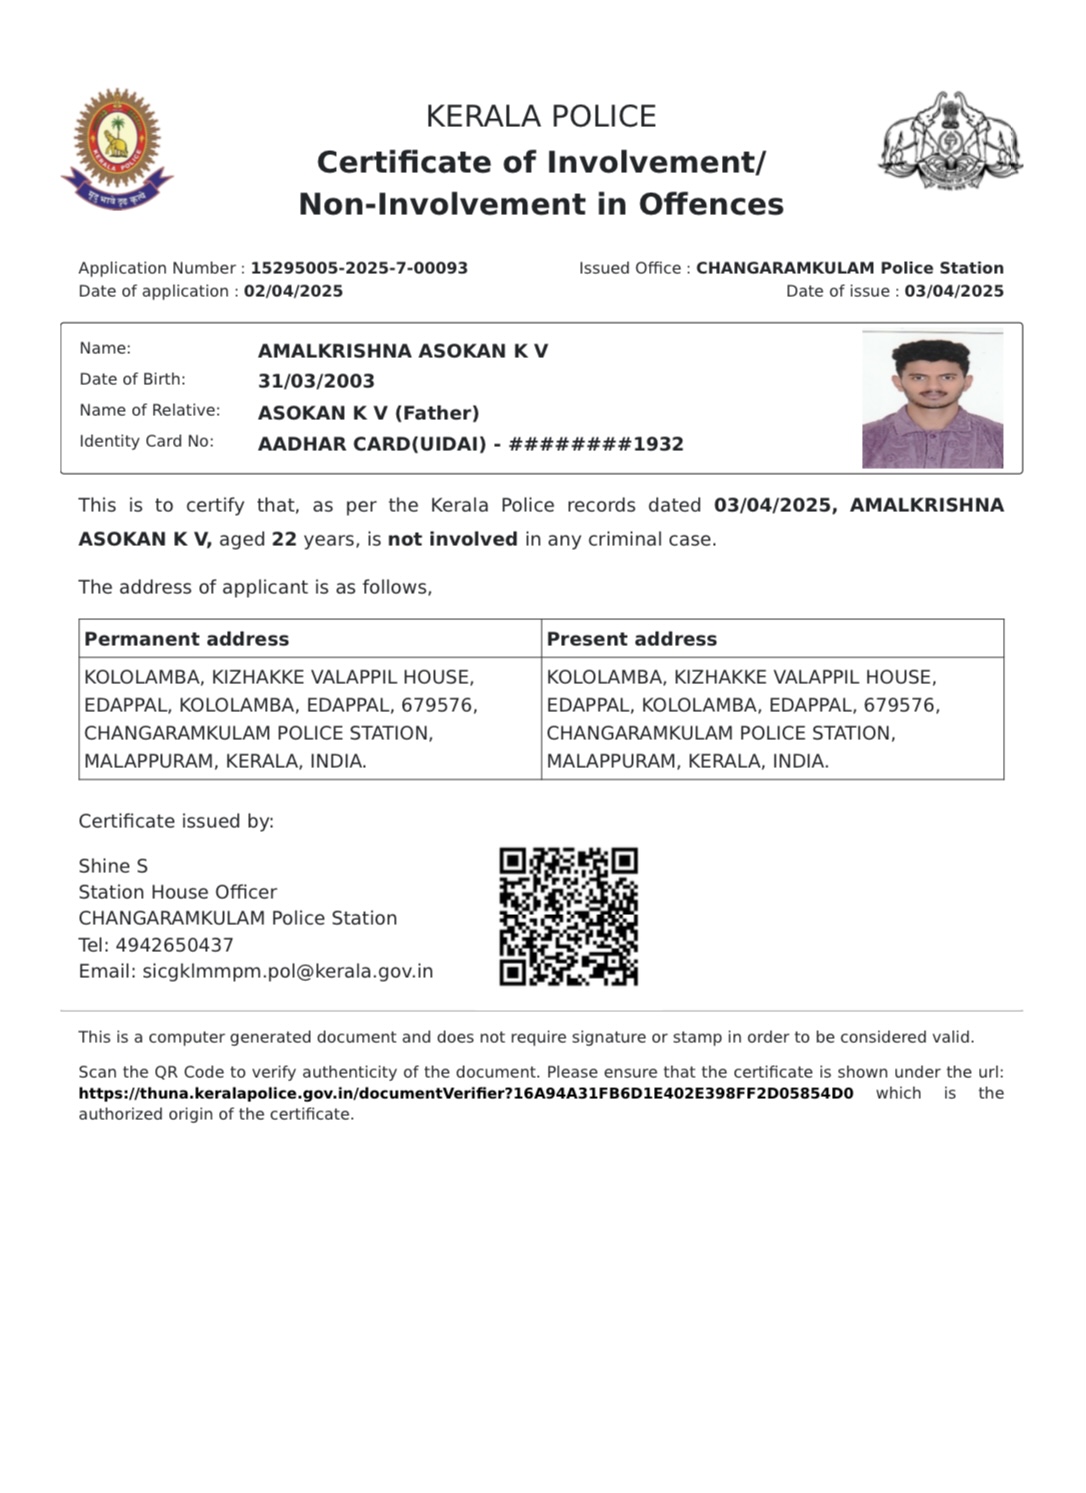 KERALA POLICE
Certificate of Involvement/
Non-Involvement in Offences
KERALA POLICE
मृदु भावे दृढ कृत्ये
Application Number : 15295005-2025-7-00093
Issued Office : CHANGARAMKULAM Police Station
Date of application : 02/04/2025
Date of issue : 03/04/2025
Name: AMALKRISHNA ASOKAN K V
Date of Birth: 31/03/2003
Name of Relative: ASOKAN K V (Father)
Identity Card No: AADHAR CARD(UIDAI) - ########1932
This is to certify that, as per the Kerala Police records dated 03/04/2025, AMALKRISHNA
ASOKAN K V, aged 22 years, is not involved in any criminal case.
The address of applicant is as follows,
Permanent address
KOLOLAMBA, KIZHAKKE VALAPPIL HOUSE,
EDAPPAL, KOLOLAMBA, EDAPPAL, 679576,
CHANGARAMKULAM POLICE STATION,
MALAPPURAM, KERALA, INDIA.
Present address
KOLOLAMBA, KIZHAKKE VALAPPIL HOUSE,
EDAPPAL, KOLOLAMBA, EDAPPAL, 679576,
CHANGARAMKULAM POLICE STATION,
MALAPPURAM, KERALA, INDIA.
Certificate issued by:
Shine S
Station House Officer
CHANGARAMKULAM Police Station
Tel: 4942650437
Email: sicgklmmpm.pol@kerala.gov.in
This is a computer generated document and does not require signature or stamp in order to be considered valid.
Scan the QR Code to verify authenticity of the document. Please ensure that the certificate is shown under the url:
https://thuna.keralapolice.gov.in/documentVerifier?16A94A31FB6D1E402E398FF2D05854D0 which is the
authorized origin of the certificate.